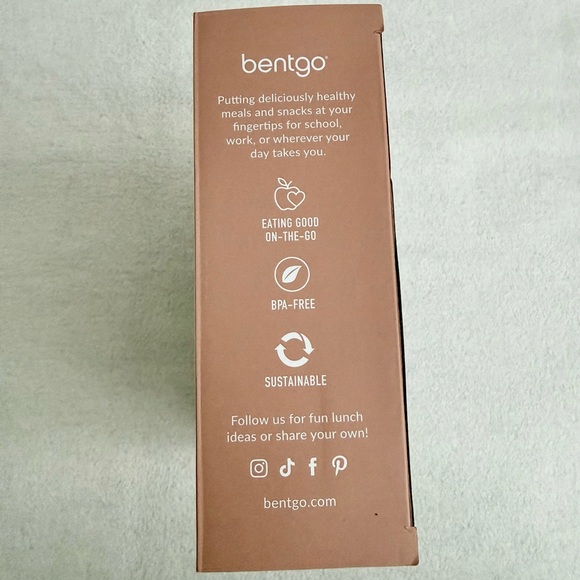 bentgo
Putting deliciously healthy
meals and snacks at your
fingertips for school,
work, or wherever your
day takes you.
EATING GOOD
ON-THE-GO
BPA-FREE
SUSTAINABLE
Follow us for fun lunch
ideas or share your own!
bentgo.com